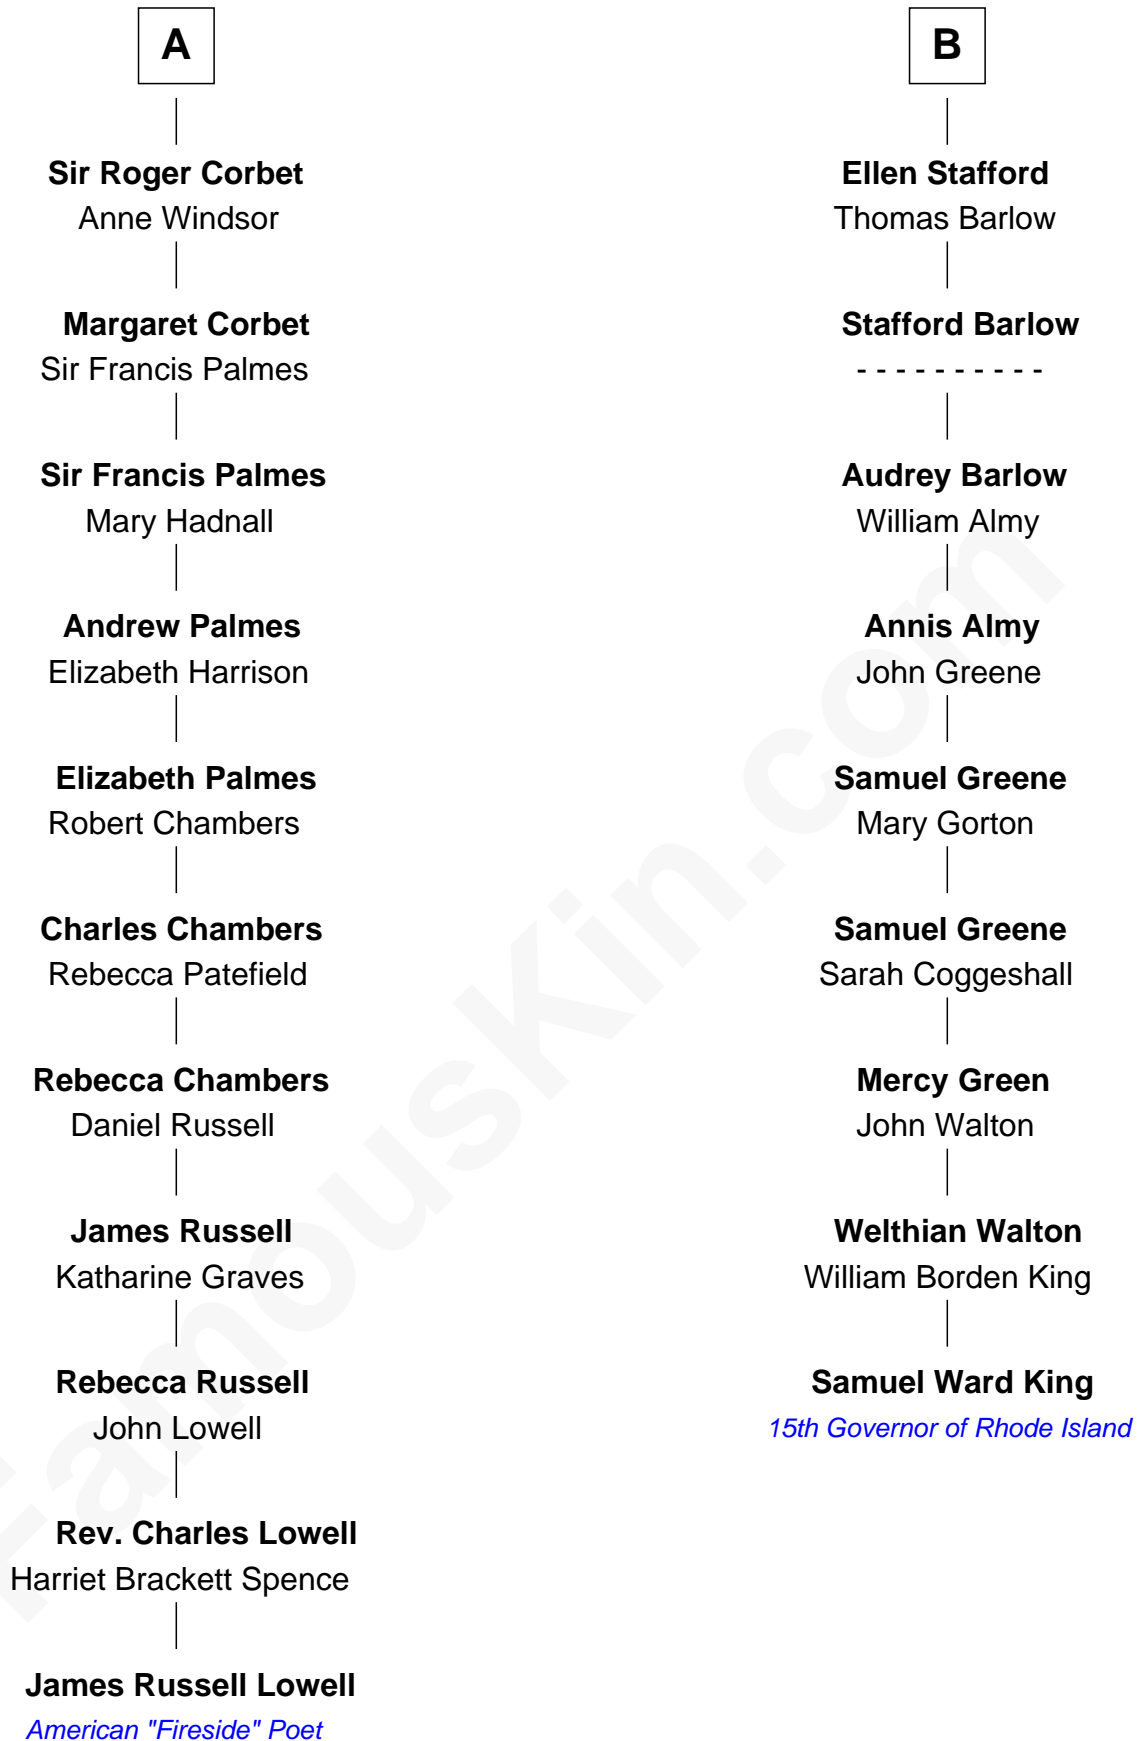 A
Sir Roger Corbet
Anne Windsor
Margaret Corbet
Sir Francis Palmes
Sir Francis Palmes
Mary Hadnall
Andrew Palmes
Elizabeth Harrison
Elizabeth Palmes
Robert Chambers
Charles Chambers
Rebecca Patefield
Rebecca Chambers
Daniel Russell
James Russell
Katharine Graves
Rebecca Russell
John Lowell
Rev. Charles Lowell
Harriet Brackett Spence
James Russell Lowell
American "Fireside" Poet
B
Ellen Stafford
Thomas Barlow
Stafford Barlow
- - - - - - - - - -
Audrey Barlow
William Almy
Annis Almy
John Greene
Samuel Greene
Mary Gorton
Samuel Greene
Sarah Coggeshall
Mercy Green
John Walton
Welthian Walton
William Borden King
Samuel Ward King
15th Governor of Rhode Island
FamousKin.com